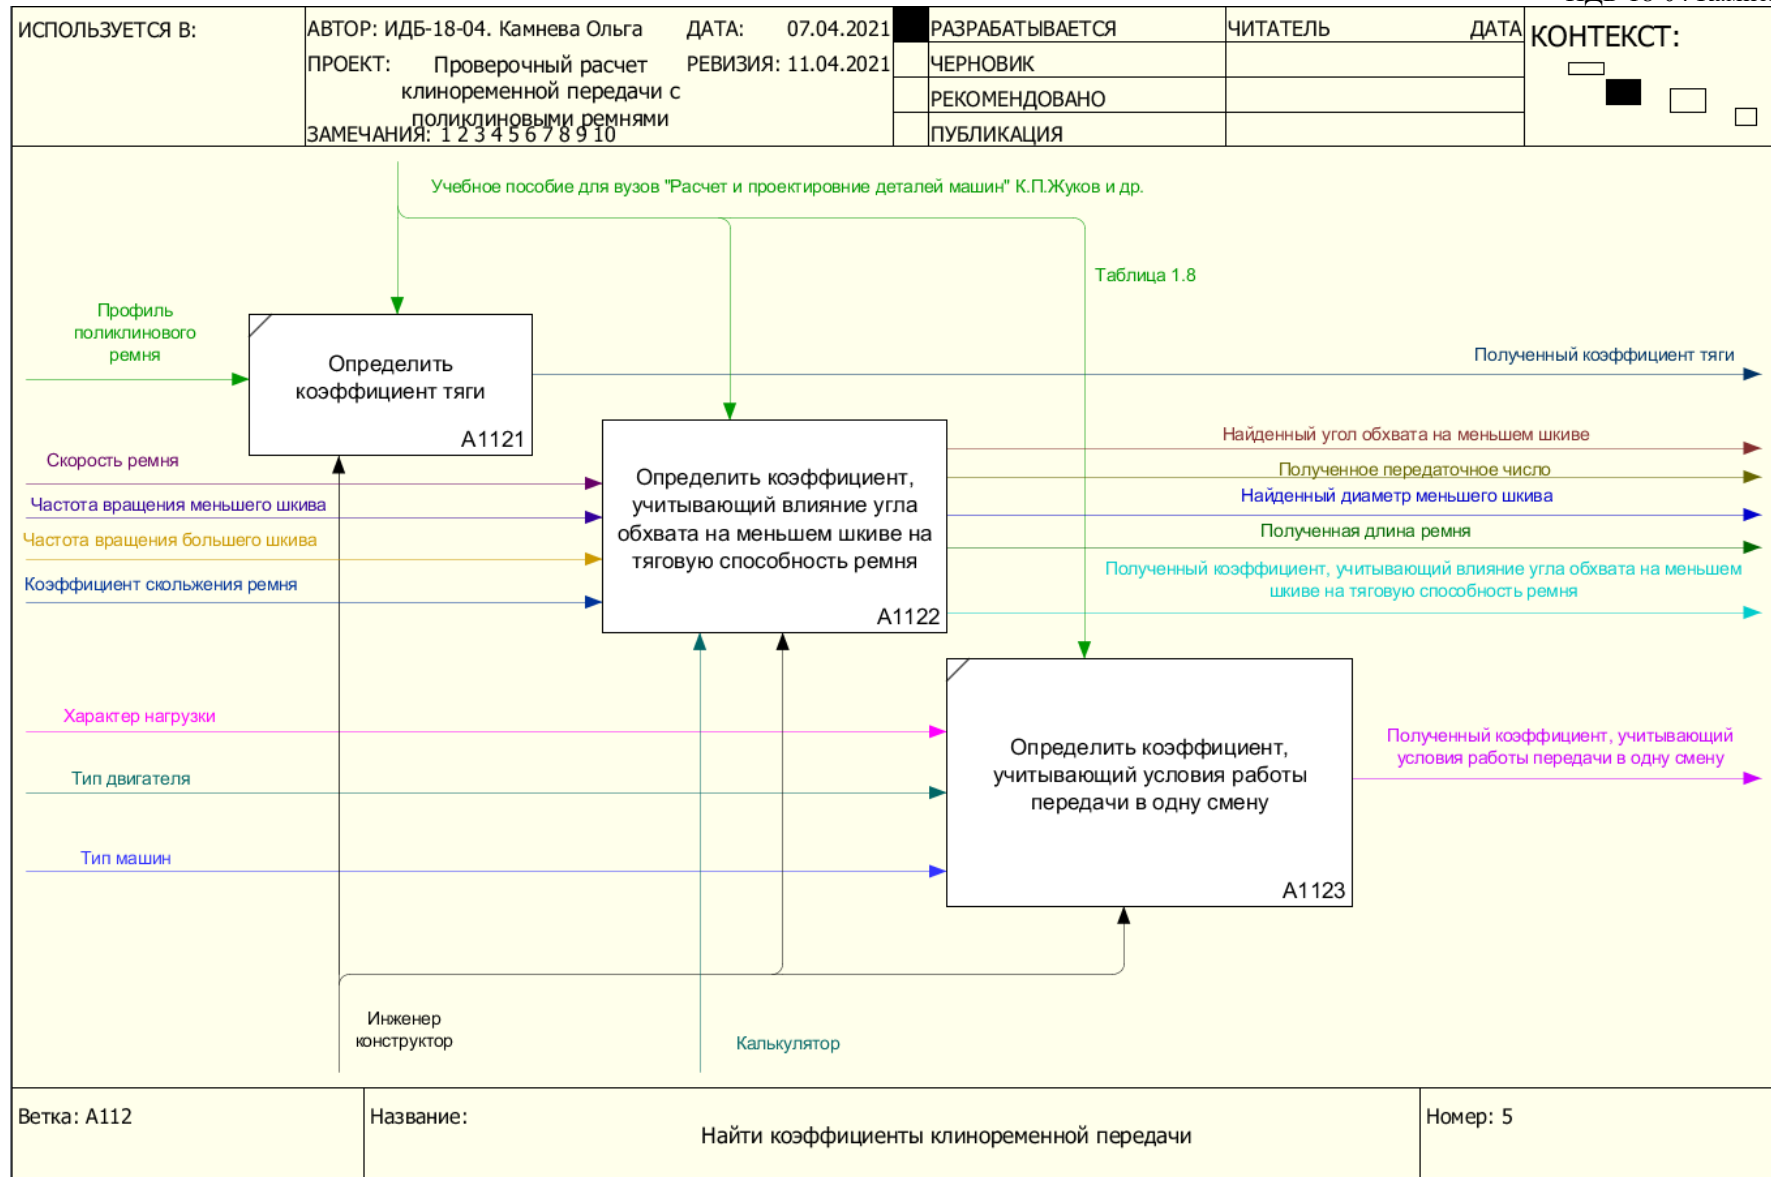 ИСПОЛЬЗУЕТСЯ В:
АВТОР: ИДБ-18-04. Камнева Ольга
ДАТА: 07.04.2021
ПРОЕКТ: Проверочный расчет
клиноременной передачи с
поликлиновыми ремнями
РЕВИЗИЯ: 11.04.2021
ЗАМЕЧАНИЯ: 1 2 3 4 5 6 7 8 9 10
РАЗРАБАТЫВАЕТСЯ
ЧЕРНОВИК
РЕКОМЕНДОВАНО
ПУБЛИКАЦИЯ
ЧИТАТЕЛЬ
ДАТА
КОНТЕКСТ:
Учебное пособие для вузов "Расчет и проектировние деталей машин" К.П.Жуков и др.
Таблица 1.8
Профиль
поликлинового
ремня
Определить
коэффициент тяги
A1121
Полученный коэффициент тяги
Скорость ремня
Частота вращения меньшего шкива
Частота вращения большего шкива
Коэффициент скольжения ремня
Определить коэффициент,
учитывающий влияние угла
обхвата на меньшем шкиве на
тяговую способность ремня
A1122
Найденный угол обхвата на меньшем шкиве
Полученное передаточное число
Найденный диаметр меньшего шкива
Полученная длина ремня
Полученный коэффициент, учитывающий влияние угла обхвата на меньшем
шкиве на тяговую способность ремня
Характер нагрузки
Тип двигателя
Тип машин
Определить коэффициент,
учитывающий условия работы
передачи в одну смену
A1123
Полученный коэффициент, учитывающий
условия работы передачи в одну смену
Инженер
конструктор
Калькулятор
Ветка: A112
Название:
Найти коэффициенты клиноременной передачи
Номер: 5